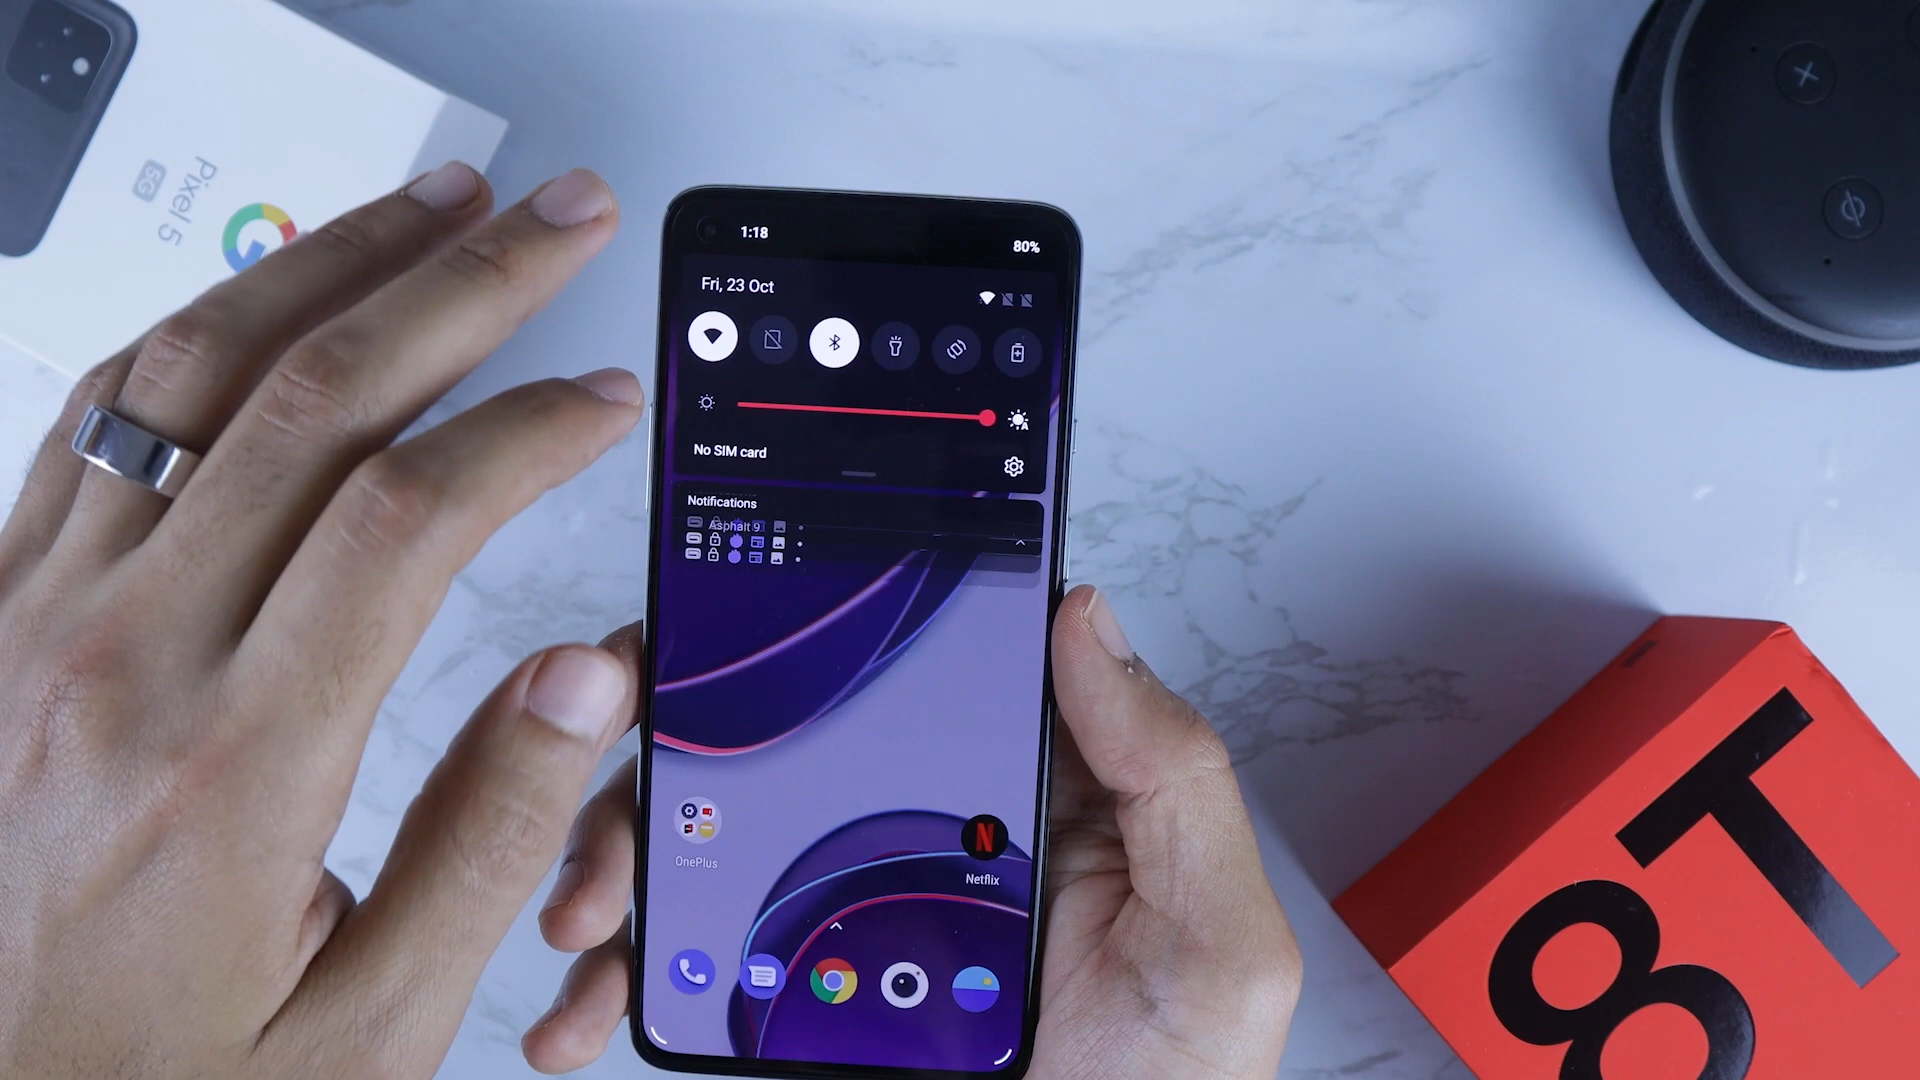 Pixel 5
5G
G
1:18
80%
Fri, 23 Oct
No SIM card
Notifications
Asphalt 9
OnePlus
N
Netflix
8T